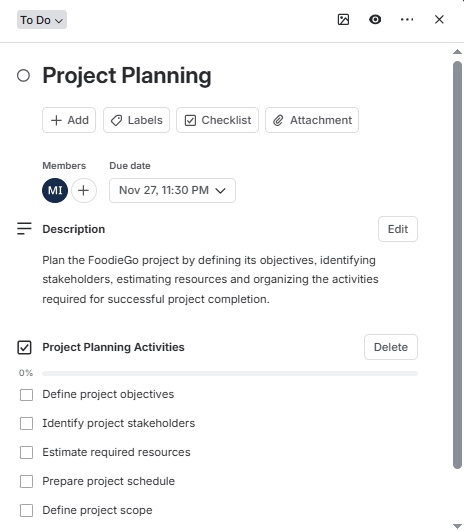 To Do
Project Planning
Add
Labels
Checklist
Attachment
Members
Due date
MI
Nov 27, 11:30 PM
Description
Edit
Plan the FoodieGo project by defining its objectives, identifying
stakeholders, estimating resources and organizing the activities
required for successful project completion.
Project Planning Activities
Delete
0%
Define project objectives
Identify project stakeholders
Estimate required resources
Prepare project schedule
Define project scope